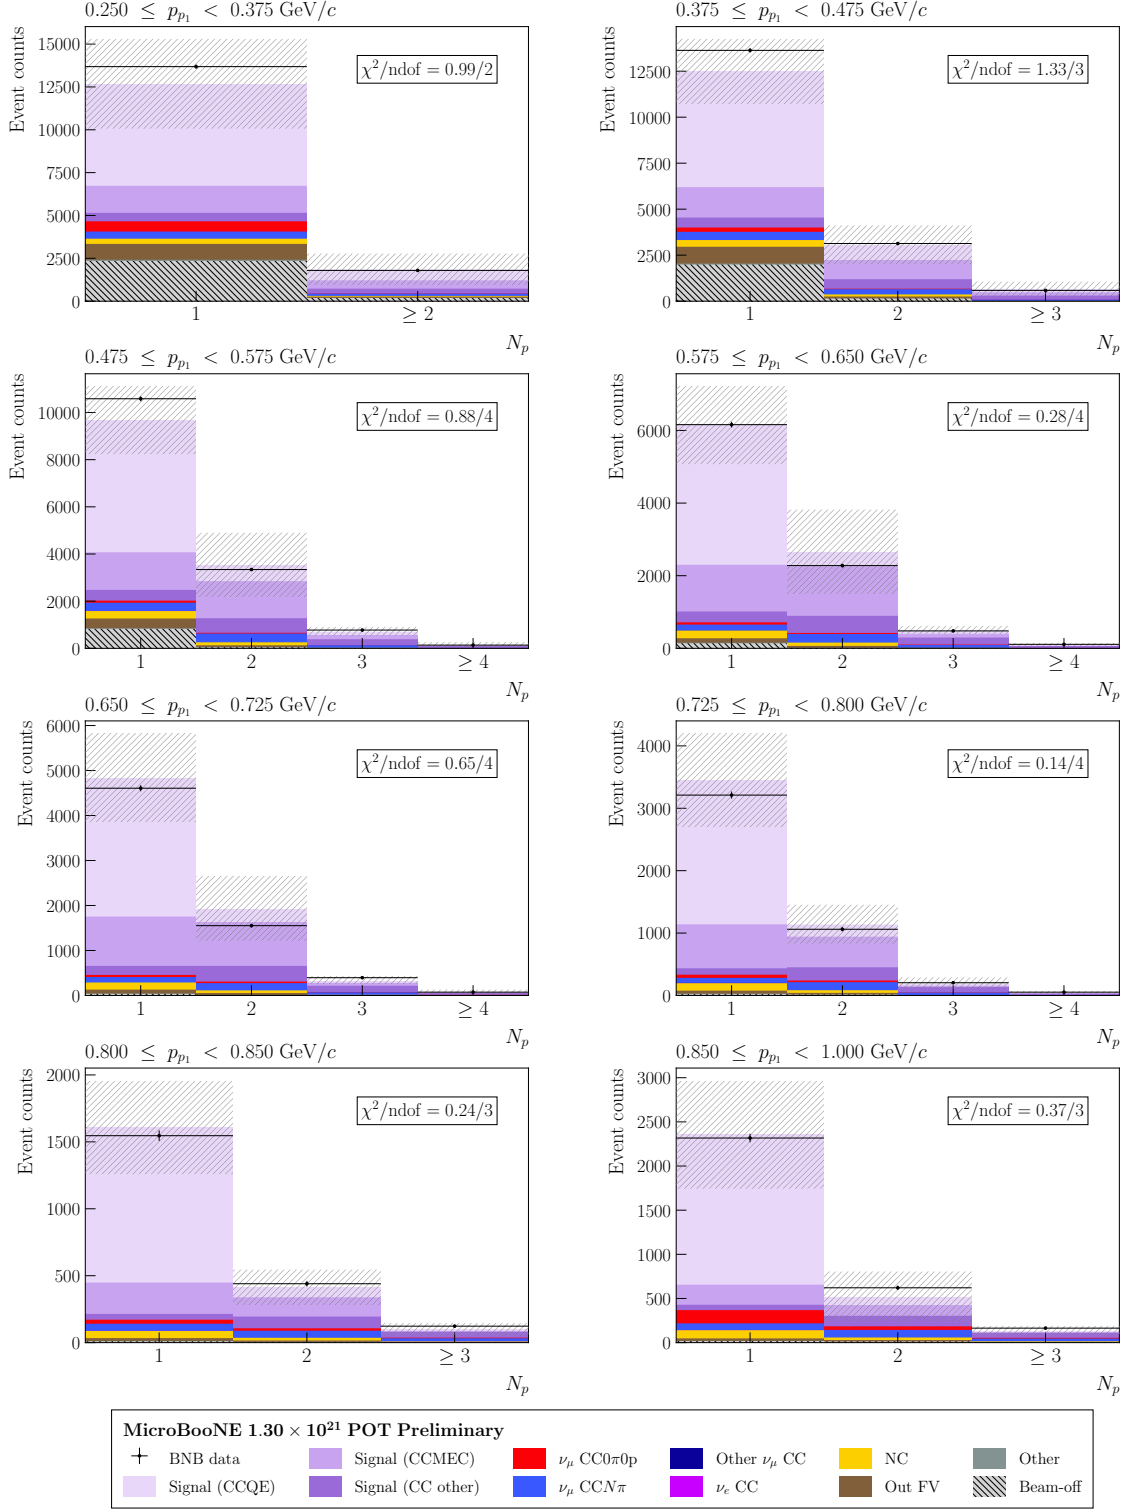 0.250 ≤ p_{p_1} < 0.375 GeV/c
Event counts
15000
12500
10000
7500
5000
2500
0
χ²/ndof = 0.99/2
1
≥ 2
N_p
0.375 ≤ p_{p_1} < 0.475 GeV/c
Event counts
12500
10000
7500
5000
2500
0
χ²/ndof = 1.33/3
1
2
≥ 3
N_p
0.475 ≤ p_{p_1} < 0.575 GeV/c
Event counts
10000
8000
6000
4000
2000
0
χ²/ndof = 0.88/4
1
2
3
≥ 4
N_p
0.575 ≤ p_{p_1} < 0.650 GeV/c
Event counts
6000
4000
2000
0
χ²/ndof = 0.28/4
1
2
3
≥ 4
N_p
0.650 ≤ p_{p_1} < 0.725 GeV/c
Event counts
6000
5000
4000
3000
2000
1000
0
χ²/ndof = 0.65/4
1
2
3
≥ 4
N_p
0.725 ≤ p_{p_1} < 0.800 GeV/c
Event counts
4000
3000
2000
1000
0
χ²/ndof = 0.14/4
1
2
3
≥ 4
N_p
0.800 ≤ p_{p_1} < 0.850 GeV/c
Event counts
2000
1500
1000
500
0
χ²/ndof = 0.24/3
1
2
≥ 3
N_p
0.850 ≤ p_{p_1} < 1.000 GeV/c
Event counts
3000
2500
2000
1500
1000
500
0
χ²/ndof = 0.37/3
1
2
≥ 3
N_p
MicroBooNE 1.30 × 10²¹ POT Preliminary
BNB data
Signal (CCMEC)
ν_μ CC0π0p
Other ν_μ CC
NC
Other
Signal (CCQE)
Signal (CC other)
ν_μ CCNπ
ν_e CC
Out FV
Beam-off